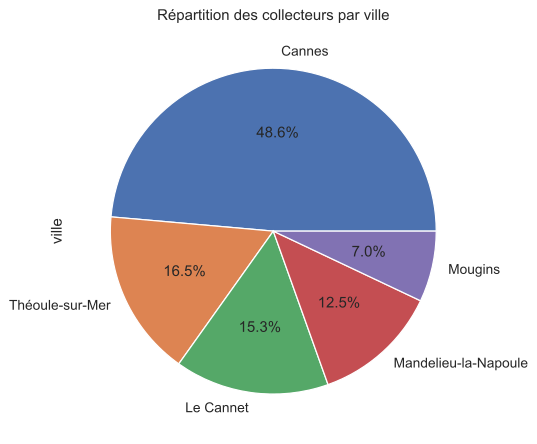 Répartition des collecteurs par ville
Cannes
48.6%
ville
16.5%
7.0%
Mougins
Théoule-sur-Mer
12.5%
15.3%
Mandelieu-la-Napoule
Le Cannet